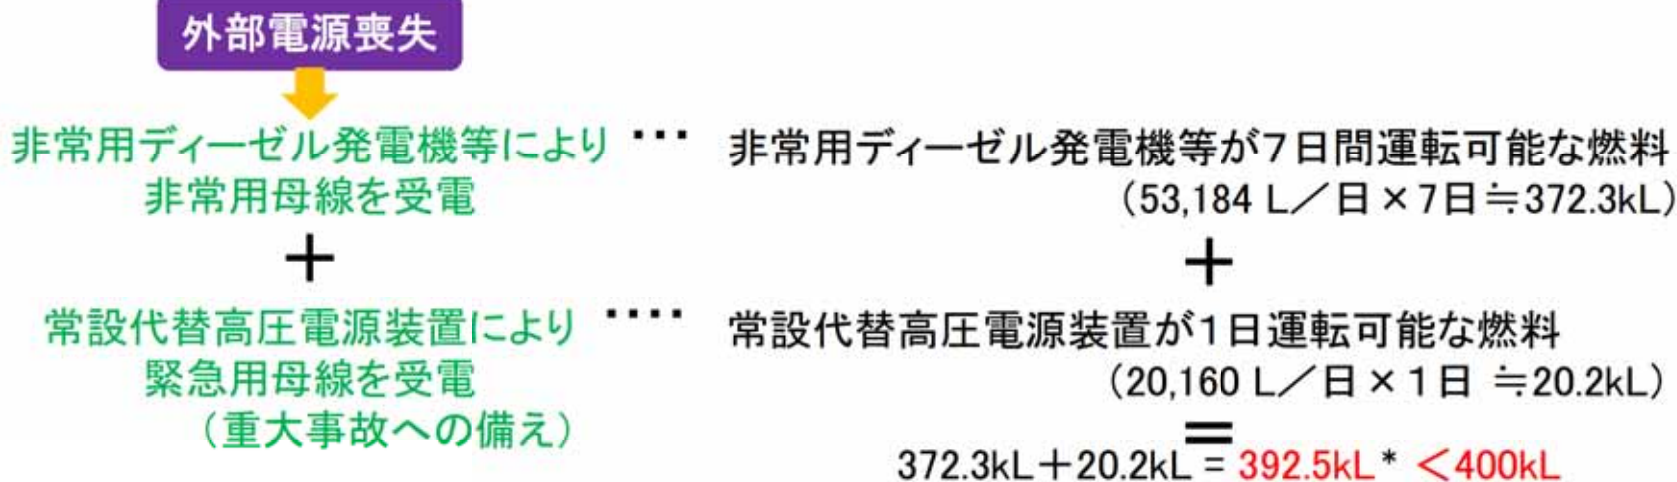 外部電源喪失
非常用ディーゼル発電機等により ・・・ 非常用ディーゼル発電機等が7日間運転可能な燃料
非常用母線を受電
(53,184 L/日×7日≒372.3kL)
+ +
常設代替高圧電源装置により ・・・・ 常設代替高圧電源装置が1日運転可能な燃料
緊急用母線を受電
(20,160 L/日×1日 ≒20.2kL)
(重大事故への備え)
=
372.3kL+20.2kL = 392.5kL* <400kL